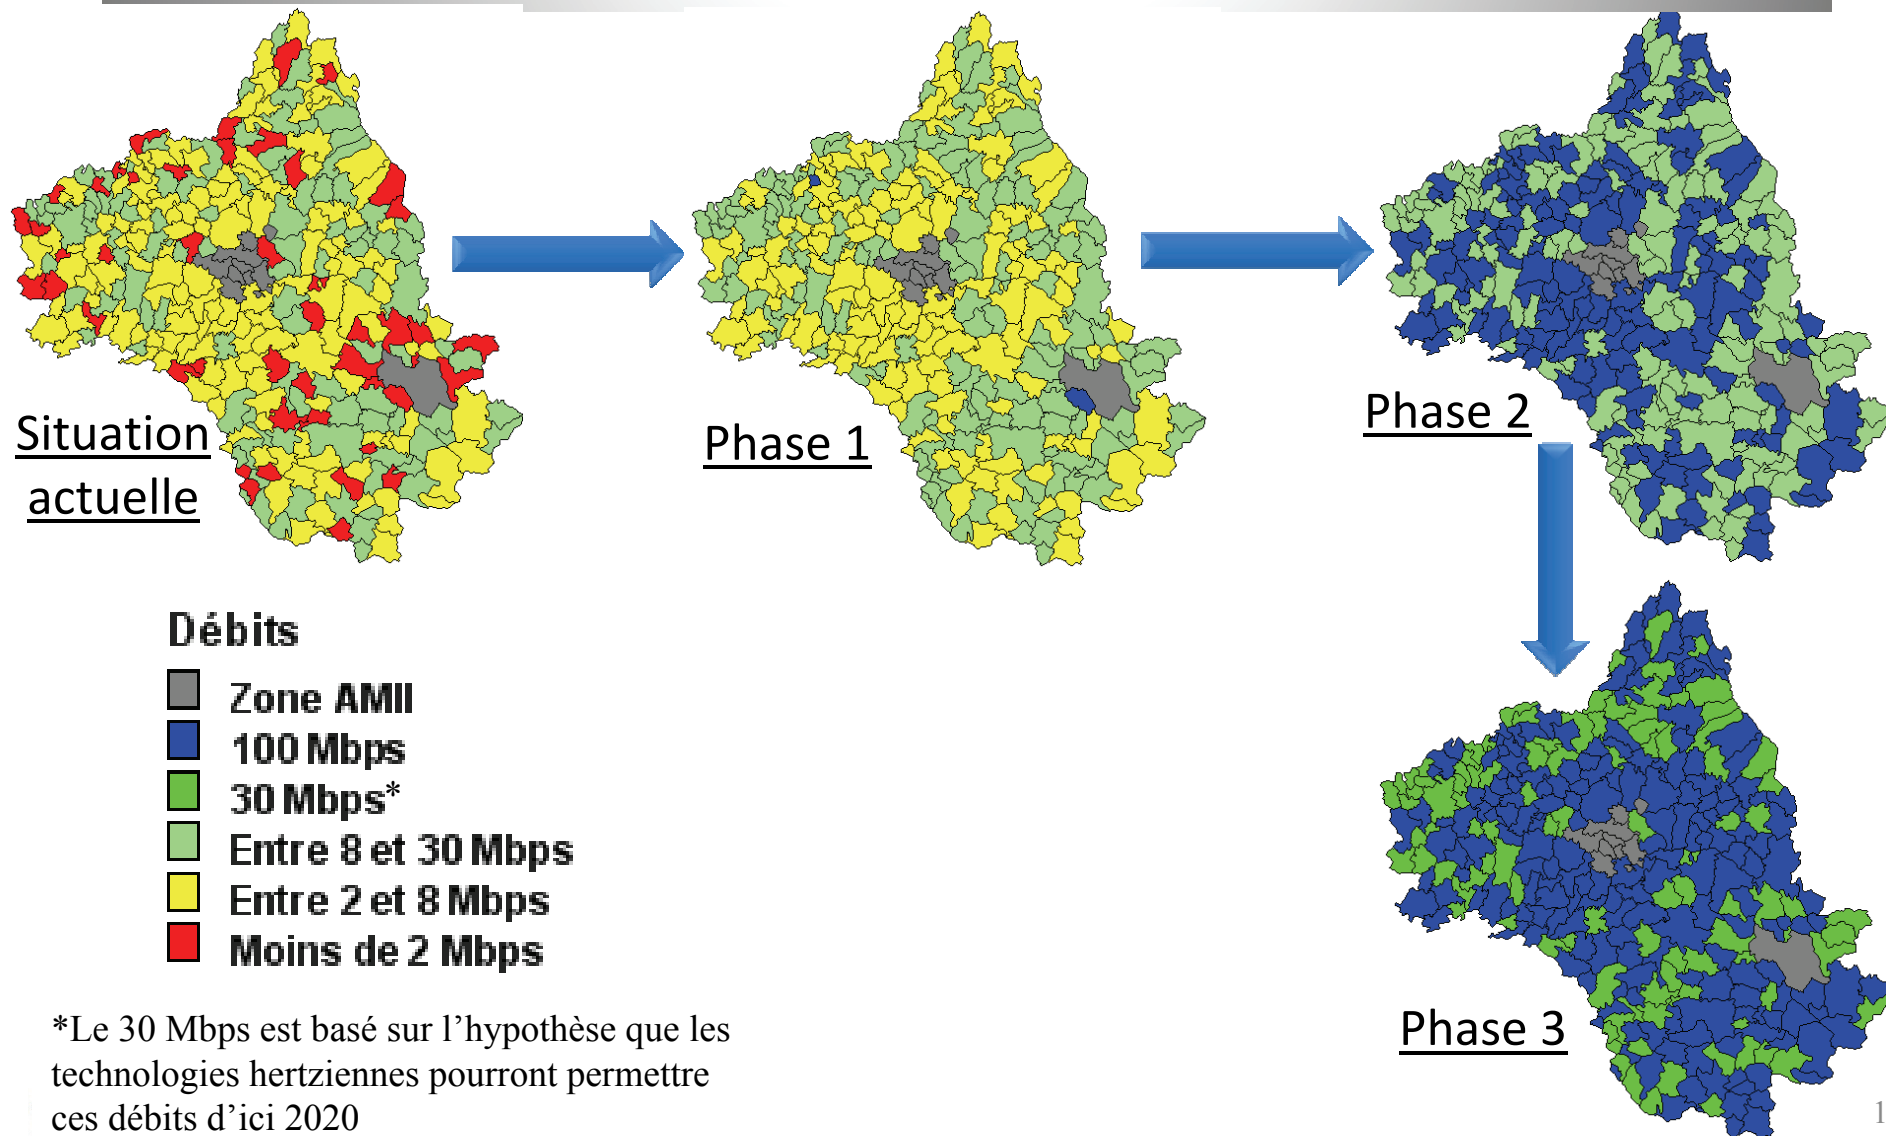 Situation
actuelle
Phase 1
Phase 2
Phase 3
Débits
Zone AMII
100 Mbps
30 Mbps*
Entre 8 et 30 Mbps
Entre 2 et 8 Mbps
Moins de 2 Mbps
*Le 30 Mbps est basé sur l’hypothèse que les
technologies hertziennes pourront permettre
ces débits d’ici 2020
1